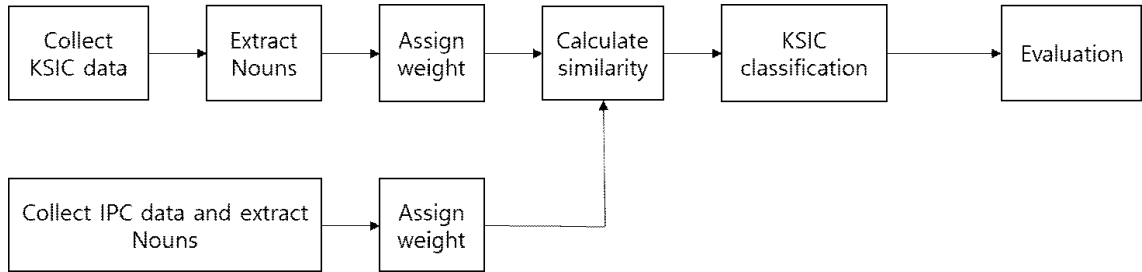 Collect
KSIC data
Extract
Nouns
Assign
weight
Calculate
similarity
KSIC
classification
Evaluation
Collect IPC data and extract
Nouns
Assign
weight